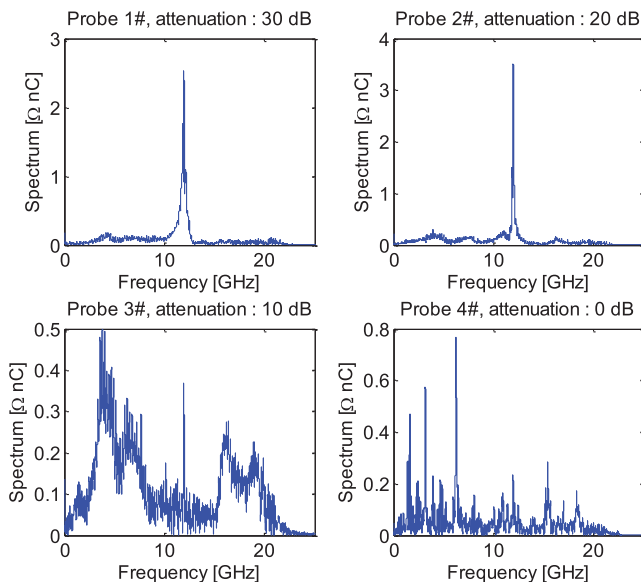 Probe 1#, attenuation : 30 dB
Probe 2#, attenuation : 20 dB
3
2
1
0
Spectrum [Ω nC]
0 10 20
Frequency [GHz]
4
3
2
1
0
Spectrum [Ω nC]
0 10 20
Frequency [GHz]
Probe 3#, attenuation : 10 dB
Probe 4#, attenuation : 0 dB
0.5
0.4
0.3
0.2
0.1
0
Spectrum [Ω nC]
0 10 20
Frequency [GHz]
0.8
0.6
0.4
0.2
0
Spectrum [Ω nC]
0 10 20
Frequency [GHz]